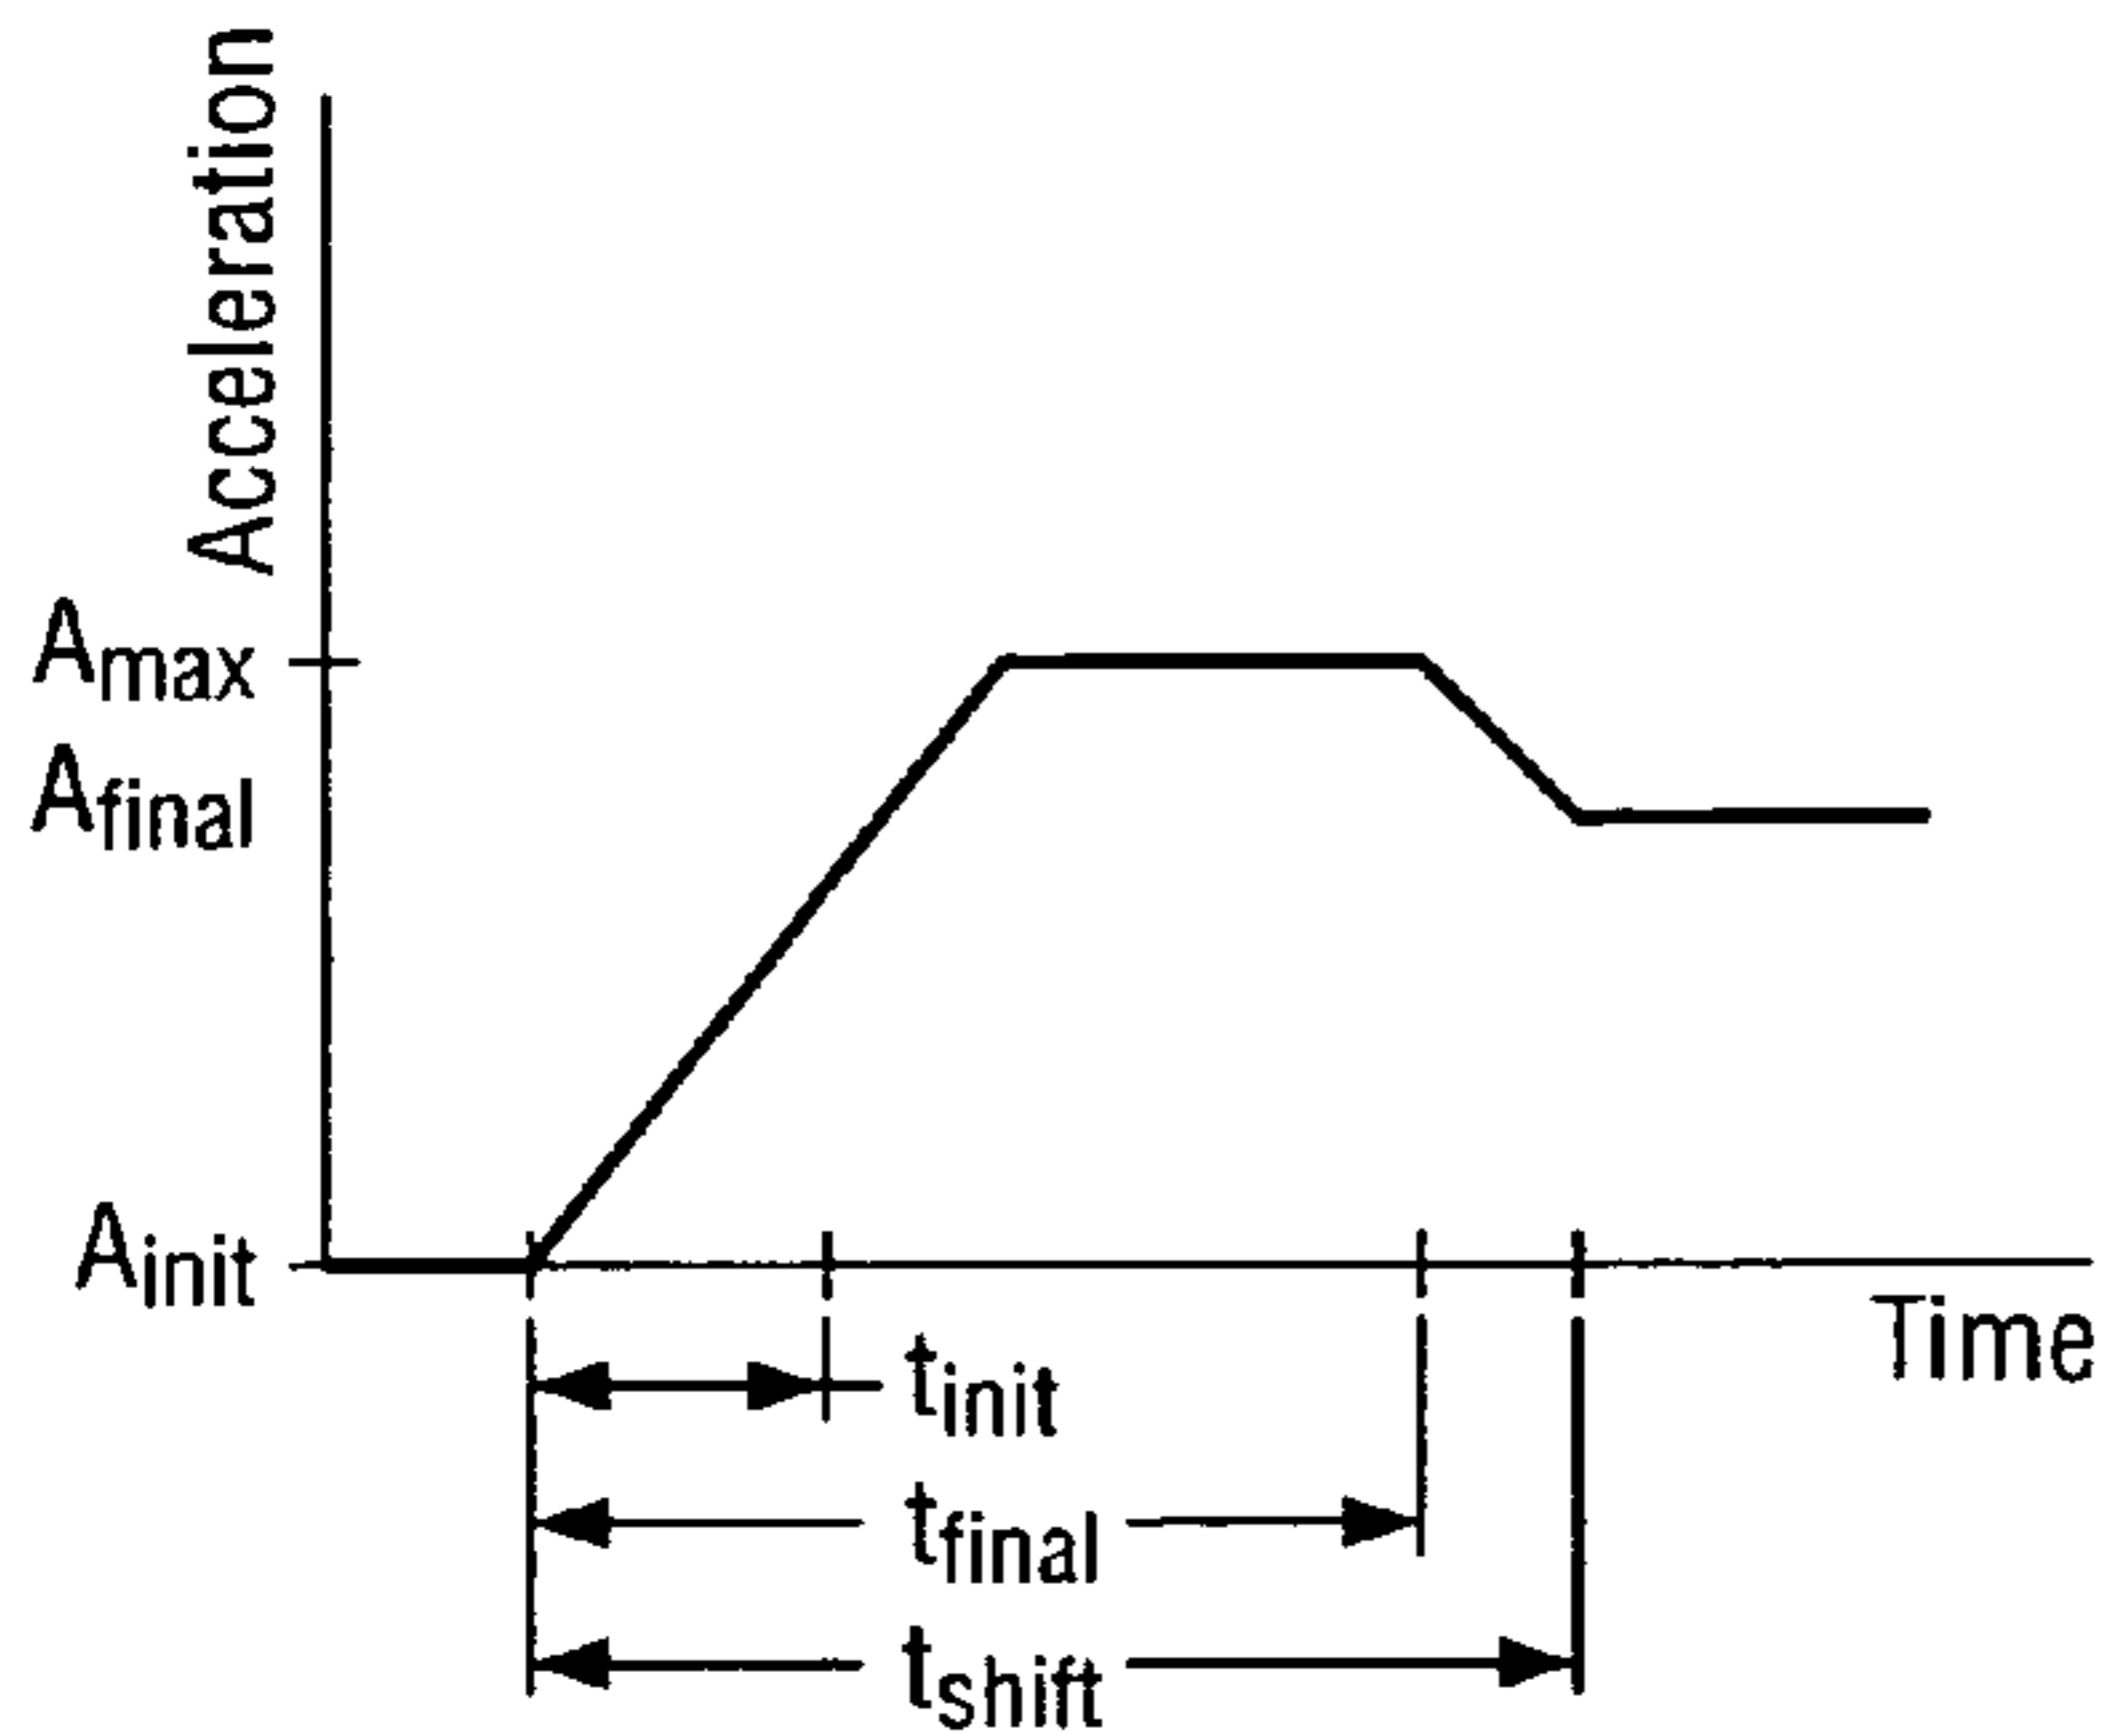 Acceleration
Amax
Afinal
Ainit
Time
tinit
tfinal
tshift